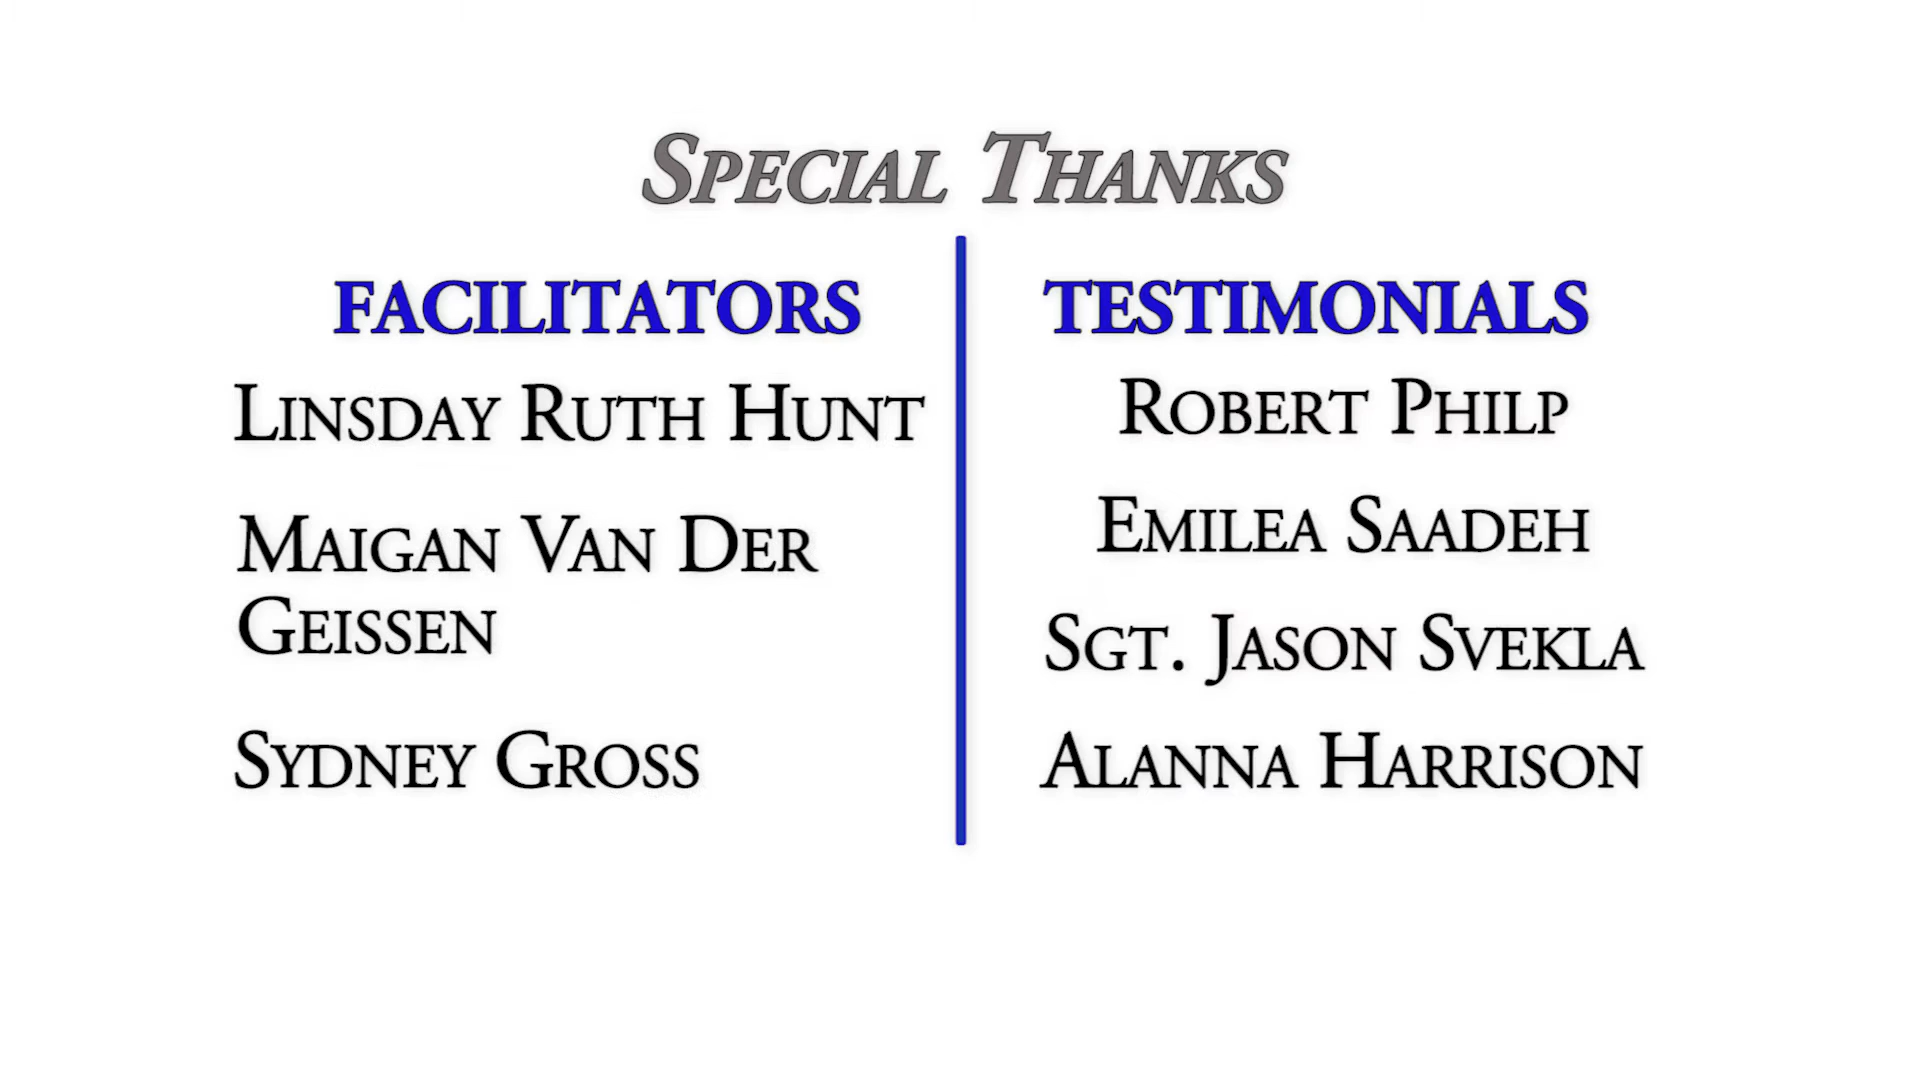 Special Thanks
FACILITATORS
Linsday Ruth Hunt
Maigan Van Der
Geissen
Sydney Gross
TESTIMONIALS
Robert Philp
Emilea Saadeh
Sgt. Jason Svekla
Alanna Harrison